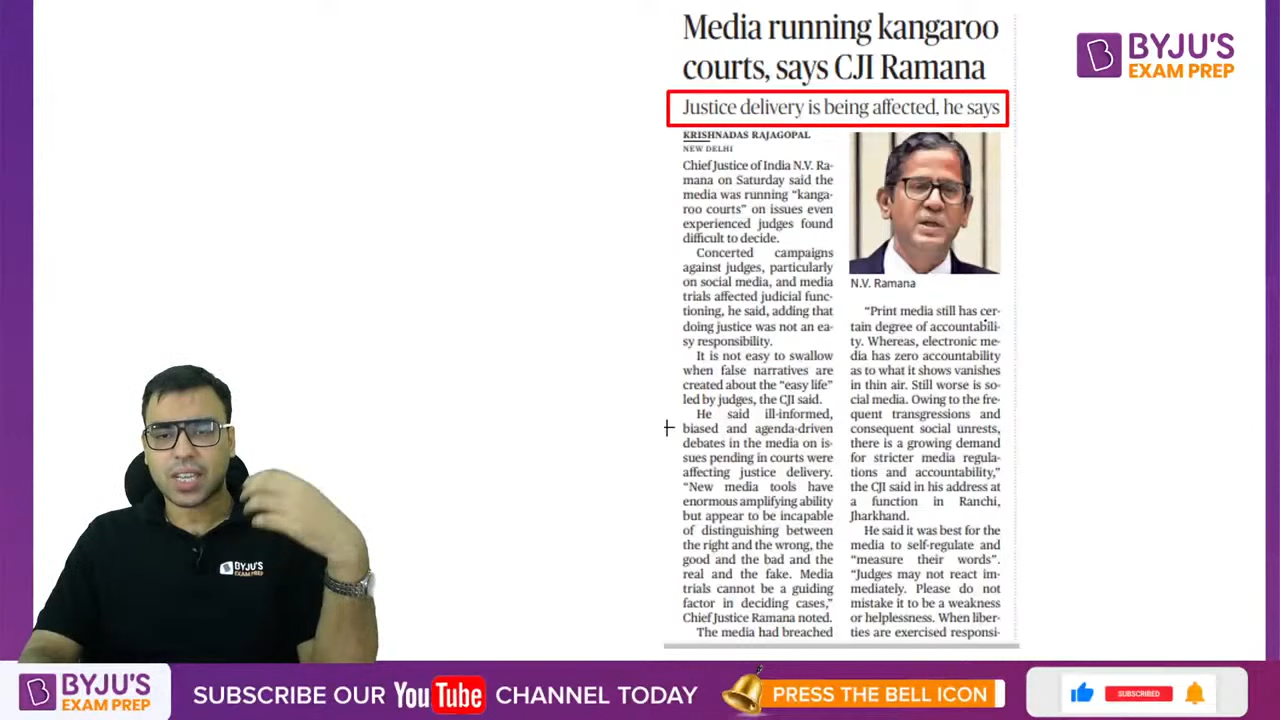 Media running kangaroo
courts, says CJI Ramana
Justice delivery is being affected, he says
KRISHNADAS RAJAGOPAL
NEW DELHI
Chief Justice of India N.V. Ra-
mana on Saturday said the
media was running “kanga-
roo courts” on issues even
experienced judges found
difficult to decide.
Concerted campaigns
against judges, particularly
on social media, and media
trials affected judicial func-
tioning, he said, adding that
doing justice was not an ea-
sy responsibility.
It is not easy to swallow
when false narratives are
created about the “easy life”
led by judges, the CJI said.
He said ill-informed,
biased and agenda-driven
debates in the media on is-
sues pending in courts were
affecting justice delivery.
“New media tools have
enormous amplifying ability
but appear to be incapable
of distinguishing between
the right and the wrong, the
good and the bad and the
real and the fake. Media
trials cannot be a guiding
factor in deciding cases,”
Chief Justice Ramana noted.
The media had breached
N.V. Ramana
“Print media still has cer-
tain degree of accountabili-
ty. Whereas, electronic me-
dia has zero accountability
as to what it shows vanishes
in thin air. Still worse is so-
cial media. Owing to the fre-
quent transgressions and
consequent social unrests,
there is a growing demand
for stricter media regula-
tions and accountability,”
the CJI said in his address at
a function in Ranchi,
Jharkhand.
He said it was best for the
media to self-regulate and
“measure their words”.
“Judges may not react im-
mediately. Please do not
mistake it to be a weakness
or helplessness. When liber-
ties are exercised responsi-
BYJU'S
EXAM PREP
BYJU'S
EXAM PREP
BYJU'S
EXAM PREP
SUBSCRIBE OUR YouTube CHANNEL TODAY
PRESS THE BELL ICON
SUBSCRIBED